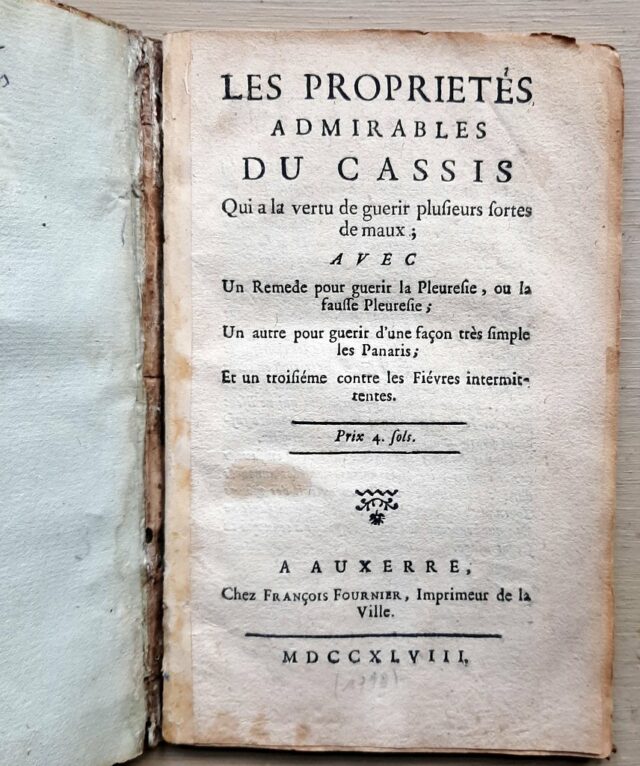 LES PROPRIETÉS
ADMIRABLES
DU CASSIS
Qui a la vertu de guerir pluſieurs ſortes
de maux ;
AVEC
Un Remede pour guerir la Pleureſie, ou la
fauſſe Pleureſie ;
Un autre pour guerir d'une façon très ſimple
les Panaris ;
Et un troiſiéme contre les Fiévres intermit-
tentes.
Prix 4. ſols.
A AUXERRE,
Chez FRANÇOIS FOURNIER, Imprimeur de la
Ville.
MDCCXLVIII.
(1748)